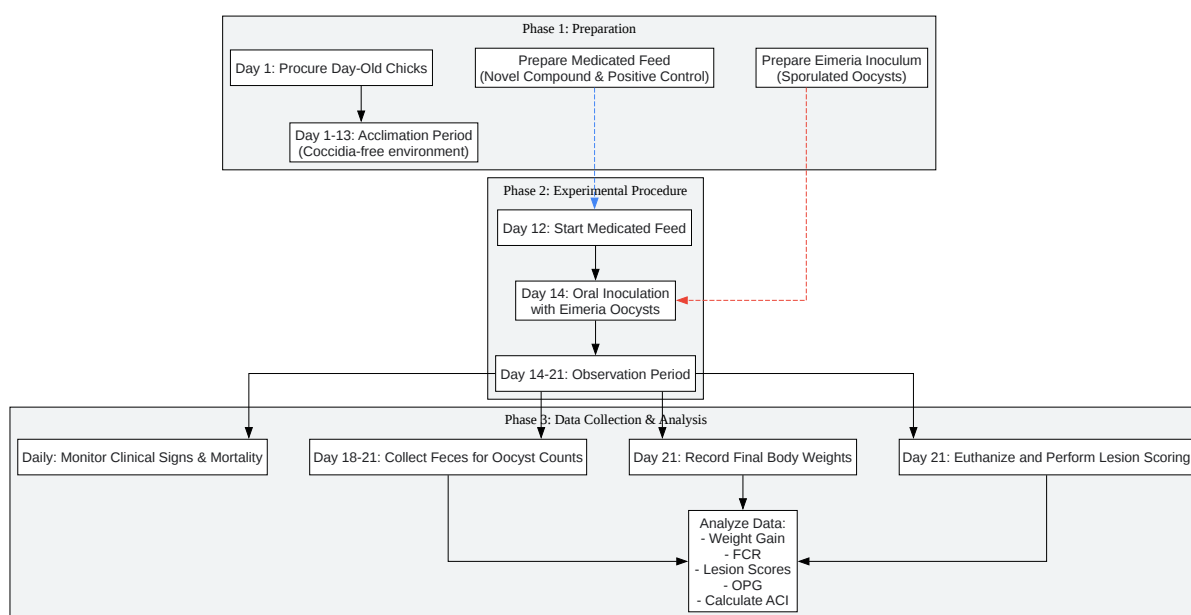 Phase 1: Preparation
Day 1: Procure Day-Old Chicks
Prepare Medicated Feed
(Novel Compound & Positive Control)
Prepare Eimeria Inoculum
(Sporulated Oocysts)
Day 1-13: Acclimation Period
(Coccidia-free environment)
Phase 2: Experimental Procedure
Day 12: Start Medicated Feed
Day 14: Oral Inoculation
with Eimeria Oocysts
Day 14-21: Observation Period
Phase 3: Data Collection & Analysis
Daily: Monitor Clinical Signs & Mortality
Day 18-21: Collect Feces for Oocyst Counts
Day 21: Record Final Body Weights
Day 21: Euthanize and Perform Lesion Scoring
Analyze Data:
- Weight Gain
- FCR
- Lesion Scores
- OPG
- Calculate ACI